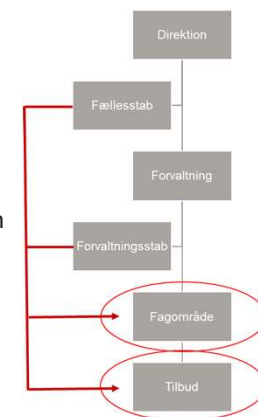 Direktion
Fællesstab
Forvaltning
n
Forvaltningsstab
Fagområde
Tilbud